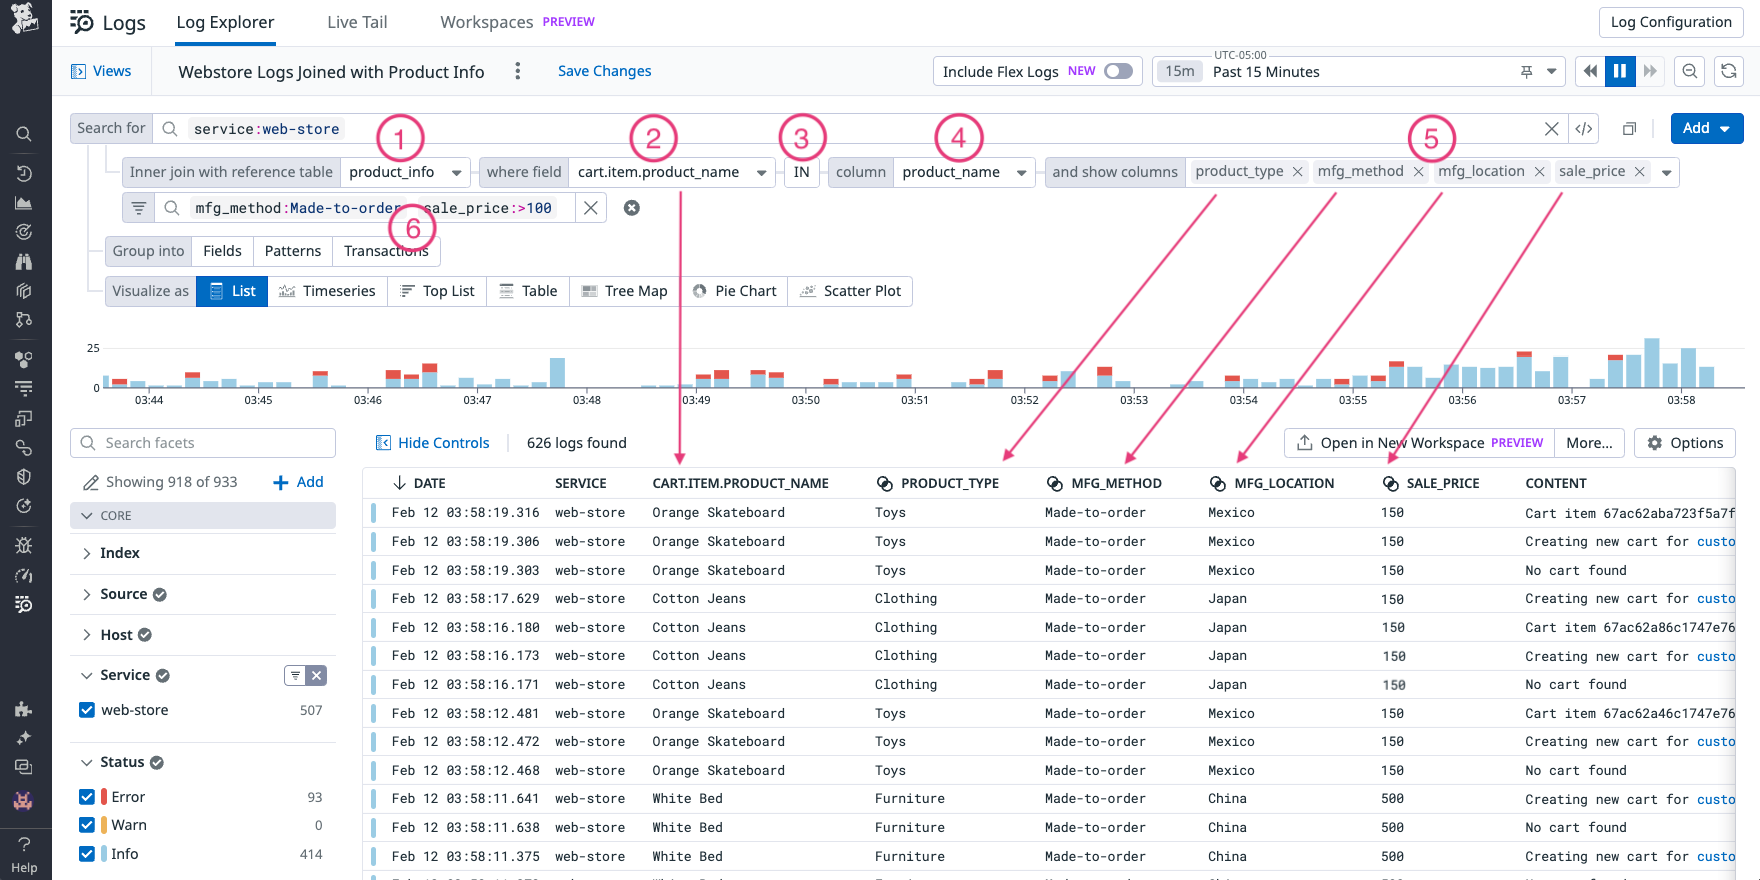 Logs Log Explorer Live Tail Workspaces PREVIEW Log Configuration
Views Webstore Logs Joined with Product Info Save Changes Include Flex Logs NEW 15m UTC-05:00 Past 15 Minutes
Search for service:web-store Add
1 2 3 4 5
Inner join with reference table product_info where field cart.item.product_name IN column product_name and show columns product_type mfg_method mfg_location sale_price
mfg_method:Made-to-order sale_price:>100
6
Group into Fields Patterns Transactions
Visualize as List Timeseries Top List Table Tree Map Pie Chart Scatter Plot
25
0
03:44 03:45 03:46 03:47 03:48 03:49 03:50 03:51 03:52 03:53 03:54 03:55 03:56 03:57 03:58
Search facets
Showing 918 of 933 Add
CORE
Index
Source
Host
Service
web-store 507
Status
Error 93
Warn 0
Info 414
Help
Hide Controls 626 logs found Open in New Workspace PREVIEW More... Options
DATE SERVICE CART.ITEM.PRODUCT_NAME PRODUCT_TYPE MFG_METHOD MFG_LOCATION SALE_PRICE CONTENT
Feb 12 03:58:19.316 web-store Orange Skateboard Toys Made-to-order Mexico 150 Cart item 67ac62aba723f5a7f
Feb 12 03:58:19.306 web-store Orange Skateboard Toys Made-to-order Mexico 150 Creating new cart for custo
Feb 12 03:58:19.303 web-store Orange Skateboard Toys Made-to-order Mexico 150 No cart found
Feb 12 03:58:17.629 web-store Cotton Jeans Clothing Made-to-order Japan 150 Creating new cart for custo
Feb 12 03:58:16.180 web-store Cotton Jeans Clothing Made-to-order Japan 150 Cart item 67ac62a86c1747e76
Feb 12 03:58:16.173 web-store Cotton Jeans Clothing Made-to-order Japan 150 Creating new cart for custo
Feb 12 03:58:16.171 web-store Cotton Jeans Clothing Made-to-order Japan 150 No cart found
Feb 12 03:58:12.481 web-store Orange Skateboard Toys Made-to-order Mexico 150 Cart item 67ac62a46c1747e76
Feb 12 03:58:12.472 web-store Orange Skateboard Toys Made-to-order Mexico 150 Creating new cart for custo
Feb 12 03:58:12.468 web-store Orange Skateboard Toys Made-to-order Mexico 150 No cart found
Feb 12 03:58:11.641 web-store White Bed Furniture Made-to-order China 500 Creating new cart for custo
Feb 12 03:58:11.638 web-store White Bed Furniture Made-to-order China 500 No cart found
Feb 12 03:58:11.375 web-store White Bed Furniture Made-to-order China 500 Creating new cart for custo